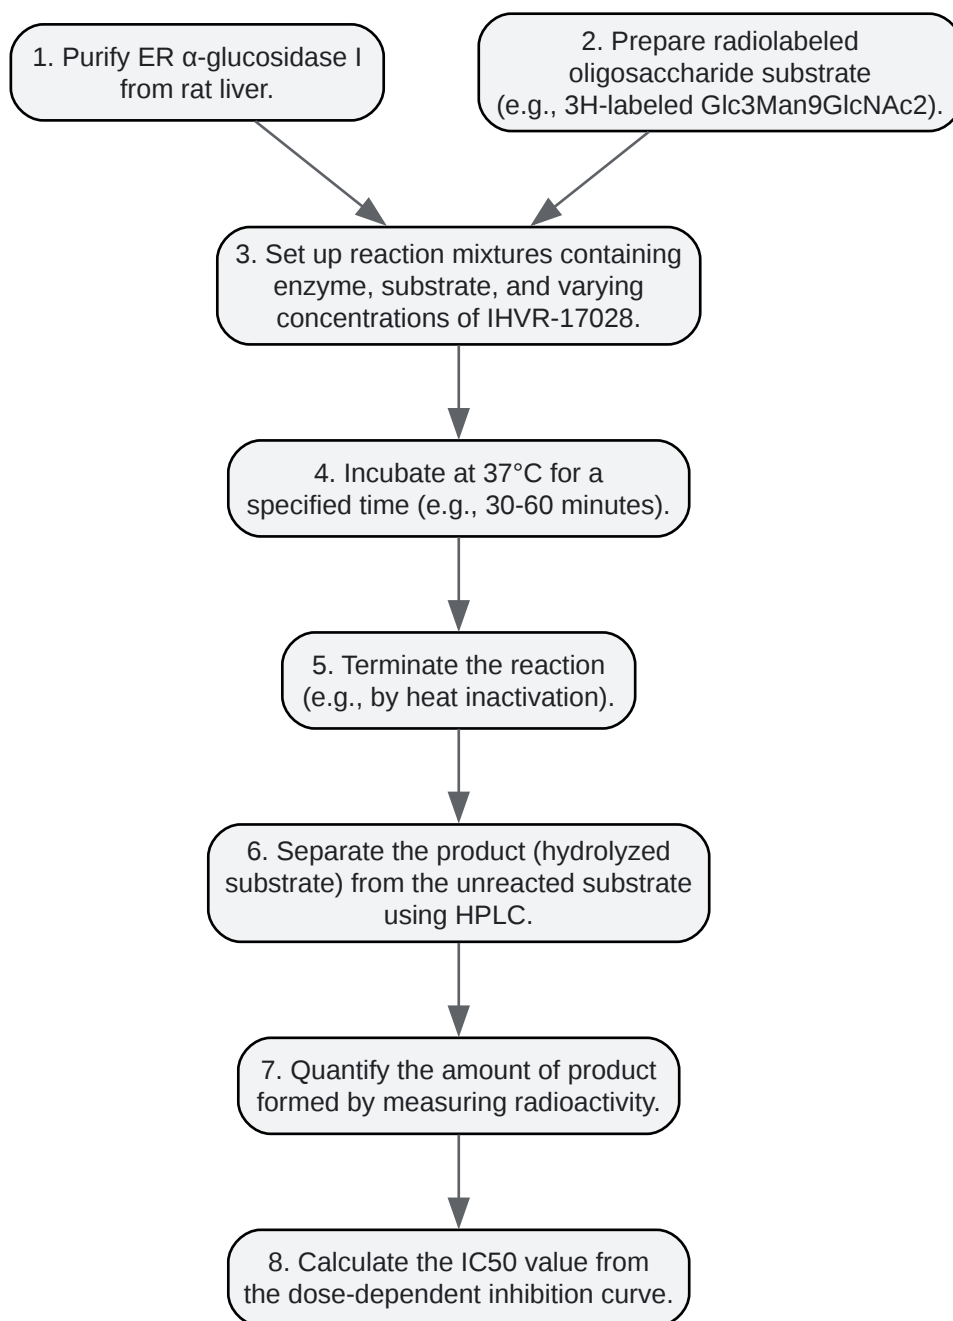 1. Purify ER α-glucosidase I
from rat liver.
2. Prepare radiolabeled
oligosaccharide substrate
(e.g., 3H-labeled Glc3Man9GlcNAc2).
3. Set up reaction mixtures containing
enzyme, substrate, and varying
concentrations of IHVR-17028.
4. Incubate at 37°C for a
specified time (e.g., 30-60 minutes).
5. Terminate the reaction
(e.g., by heat inactivation).
6. Separate the product (hydrolyzed
substrate) from the unreacted substrate
using HPLC.
7. Quantify the amount of product
formed by measuring radioactivity.
8. Calculate the IC50 value from
the dose-dependent inhibition curve.